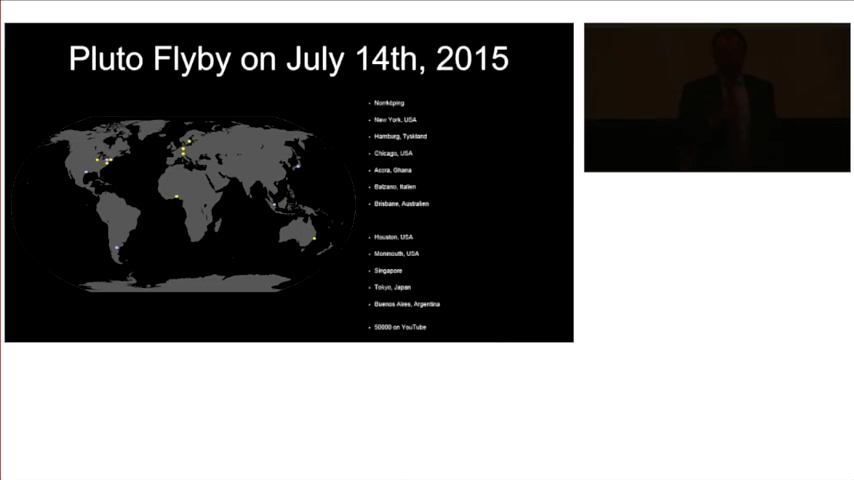 Pluto Flyby on July 14th, 2015
Norrköping
New York, USA
Hamburg, Tyskland
Chicago, USA
Accra, Ghana
Balzano, Italien
Brisbane, Australien
Houston, USA
Monmouth, USA
Singapore
Tokyo, Japan
Buenos Aires, Argentina
50000 on YouTube